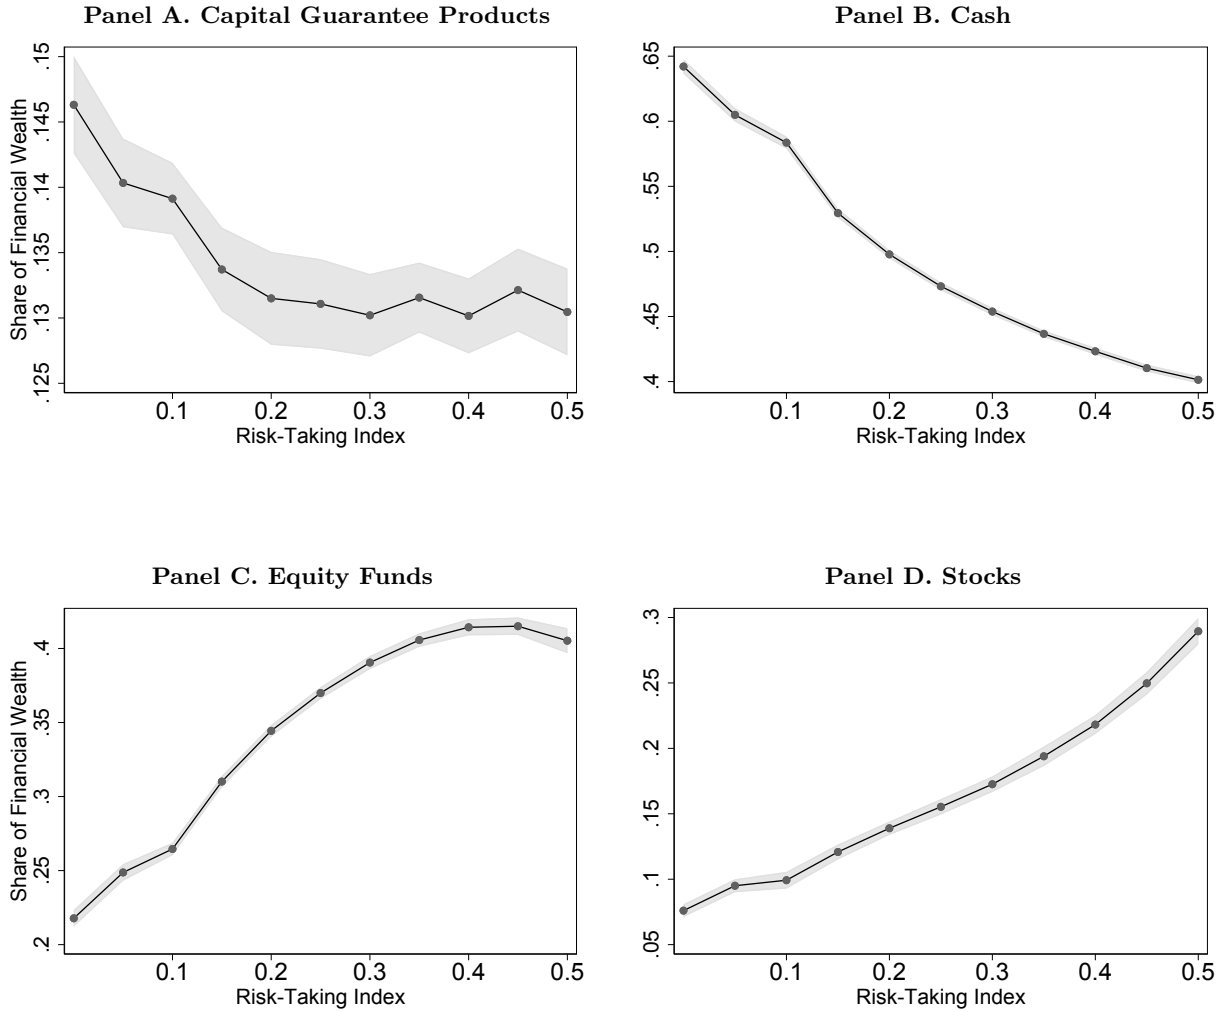 Panel A. Capital Guarantee Products
Share of Financial Wealth
.15
.145
.14
.135
.13
.125
0.1 0.2 0.3 0.4 0.5
Risk-Taking Index
Panel B. Cash
.65
.6
.55
.5
.45
.4
0.1 0.2 0.3 0.4 0.5
Risk-Taking Index
Panel C. Equity Funds
Share of Financial Wealth
.4
.35
.3
.25
.2
0.1 0.2 0.3 0.4 0.5
Risk-Taking Index
Panel D. Stocks
.3
.25
.2
.15
.1
.05
0.1 0.2 0.3 0.4 0.5
Risk-Taking Index